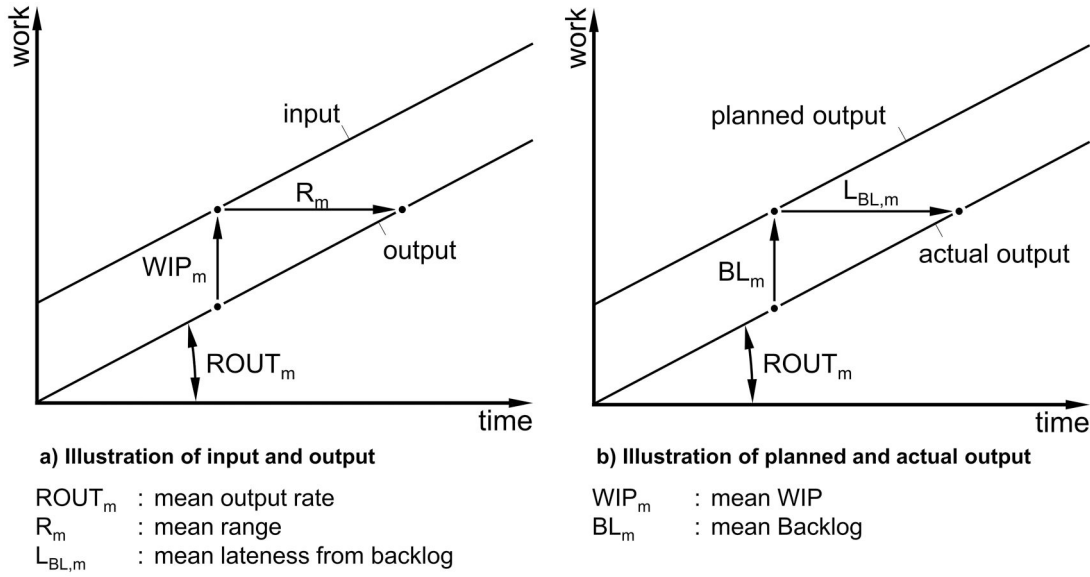 work
input
R_m
WIP_m
output
ROUT_m
time
a) Illustration of input and output
work
planned output
L_BL,m
BL_m
actual output
ROUT_m
time
b) Illustration of planned and actual output
ROUT_m : mean output rate
R_m : mean range
L_BL,m : mean lateness from backlog
WIP_m : mean WIP
BL_m : mean Backlog